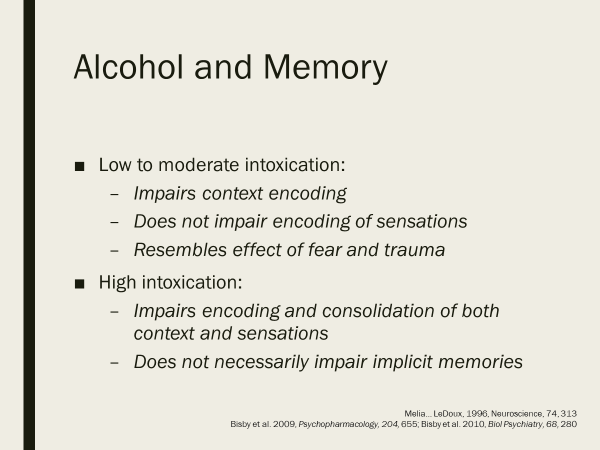 Alcohol and Memory
■ Low to moderate intoxication:
– Impairs context encoding
– Does not impair encoding of sensations
– Resembles effect of fear and trauma
■ High intoxication:
– Impairs encoding and consolidation of both
context and sensations
– Does not necessarily impair implicit memories
Melia... LeDoux, 1996, Neuroscience, 74, 313
Bisby et al. 2009, Psychopharmacology, 204, 655; Bisby et al. 2010, Biol Psychiatry, 68, 280